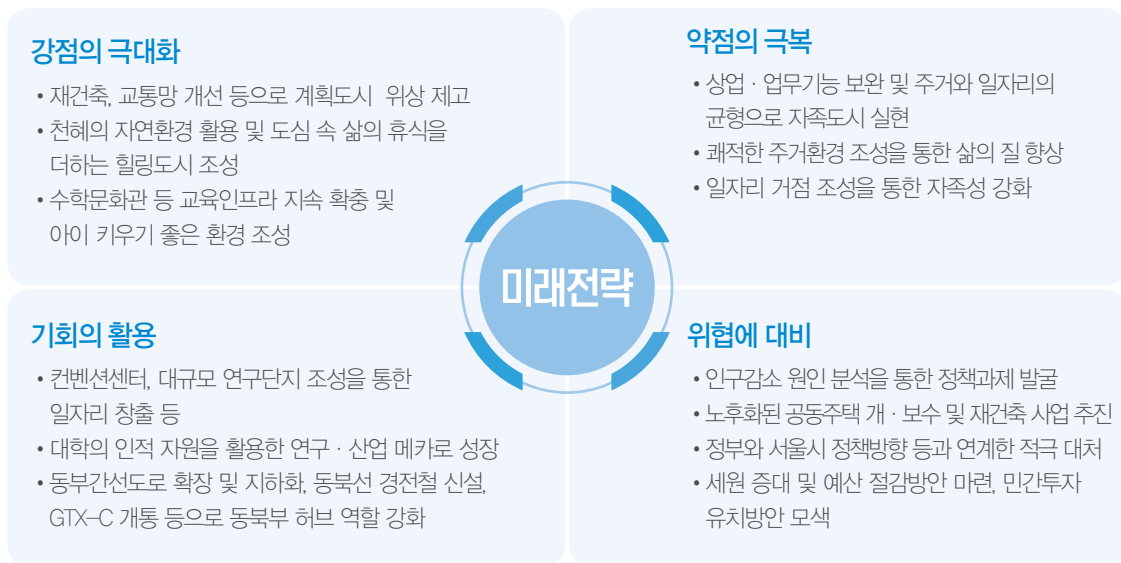 강점의 극대화
• 재건축, 교통망 개선 등으로 계획도시 위상 제고
• 천혜의 자연환경 활용 및 도심 속 삶의 휴식을
더하는 힐링도시 조성
• 수학문화관 등 교육인프라 지속 확충 및
아이 키우기 좋은 환경 조성
약점의 극복
• 상업 · 업무기능 보완 및 주거와 일자리의
균형으로 자족도시 실현
• 쾌적한 주거환경 조성을 통한 삶의 질 향상
• 일자리 거점 조성을 통한 자족성 강화
미래전략
기회의 활용
• 컨벤션센터, 대규모 연구단지 조성을 통한
일자리 창출 등
• 대학의 인적 자원을 활용한 연구 · 산업 메카로 성장
• 동부간선도로 확장 및 지하화, 동북선 경전철 신설,
GTX-C 개통 등으로 동북부 허브 역할 강화
위협에 대비
• 인구감소 원인 분석을 통한 정책과제 발굴
• 노후화된 공동주택 개 · 보수 및 재건축 사업 추진
• 정부와 서울시 정책방향 등과 연계한 적극 대처
• 세원 증대 및 예산 절감방안 마련, 민간투자
유치방안 모색